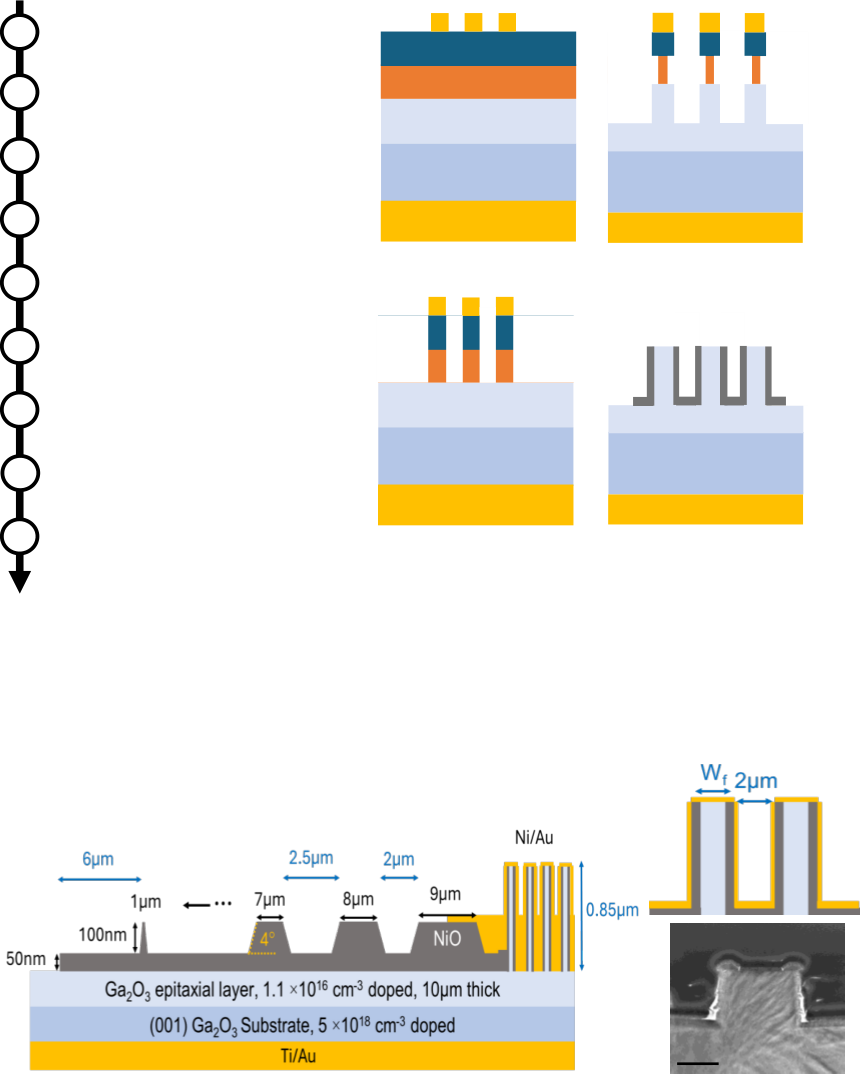 W_f
2μm
Ni/Au
6μm
2.5μm
2μm
1μm
...
7μm
8μm
9μm
0.85μm
100nm
4°
NiO
50nm
Ga₂O₃ epitaxial layer, 1.1 ×10¹⁶ cm⁻³ doped, 10μm thick
(001) Ga₂O₃ Substrate, 5 ×10¹⁸ cm⁻³ doped
Ti/Au